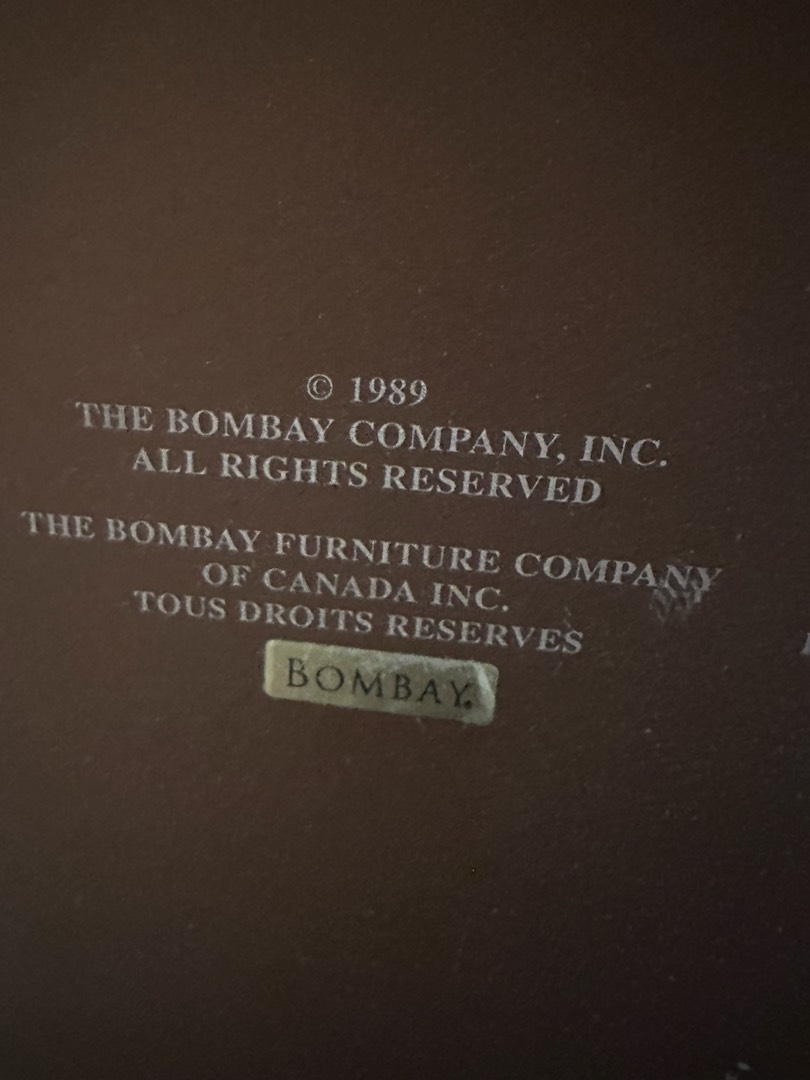 © 1989
THE BOMBAY COMPANY, INC.
ALL RIGHTS RESERVED
THE BOMBAY FURNITURE COMPANY
OF CANADA INC.
TOUS DROITS RESERVES
BOMBAY.